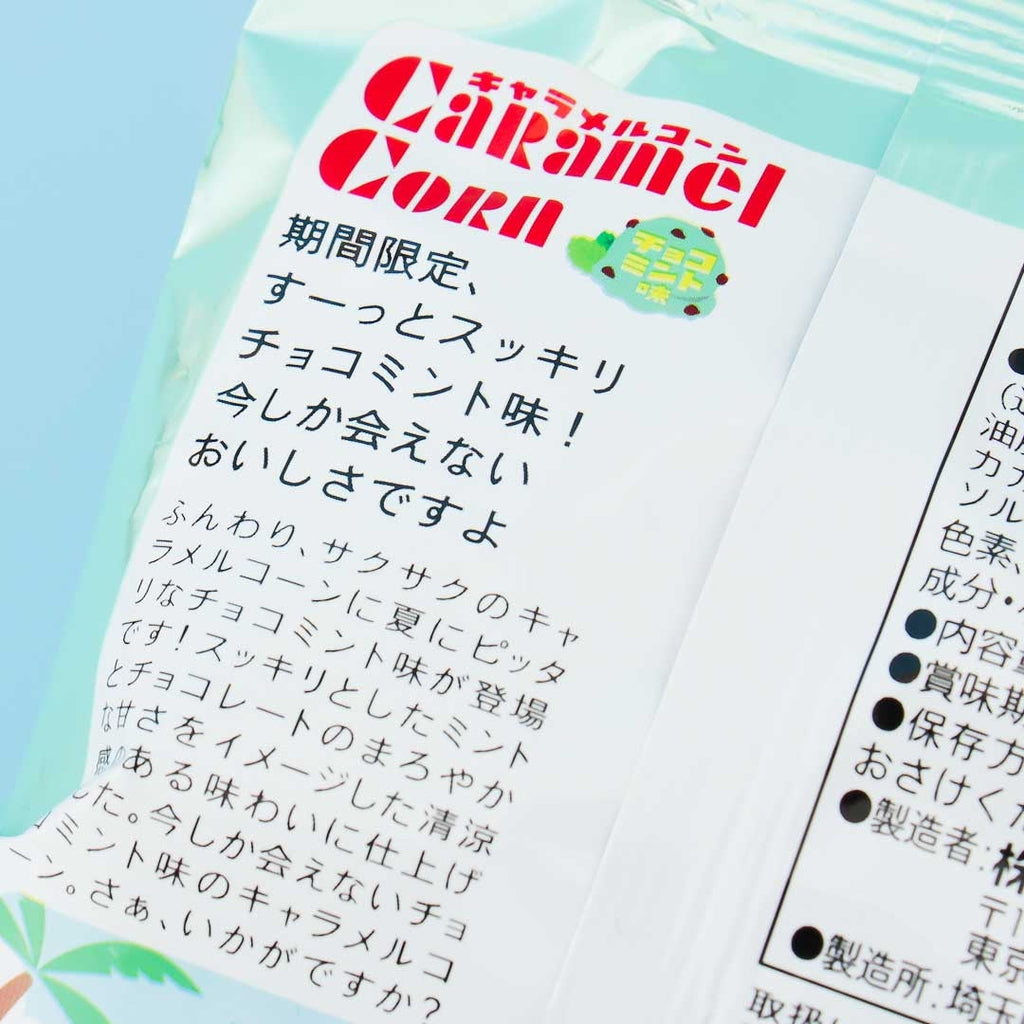 キャラメルコーン
Caramel
Corn
チョコ
ミント
味
期間限定、
すーっとスッキリ
チョコミント味！
今しか会えない
おいしさですよ
ふんわり、サクサクのキャ
ラメルコーンに夏にピッタ
リなチョコミント味が登場
です！スッキリとしたミント
とチョコレートのまろやか
な甘さをイメージした清涼
感のある味わいに仕上げ
した。今しか会えないチョ
コミント味のキャラメルコ
ーン。さぁ、いかがですか？
油
カカ
ソル
色素、
成分・
●内容
●賞味期
●保存方
おさけくだ
●製造者:株
〒1
東京
●製造所:埼玉
取扱